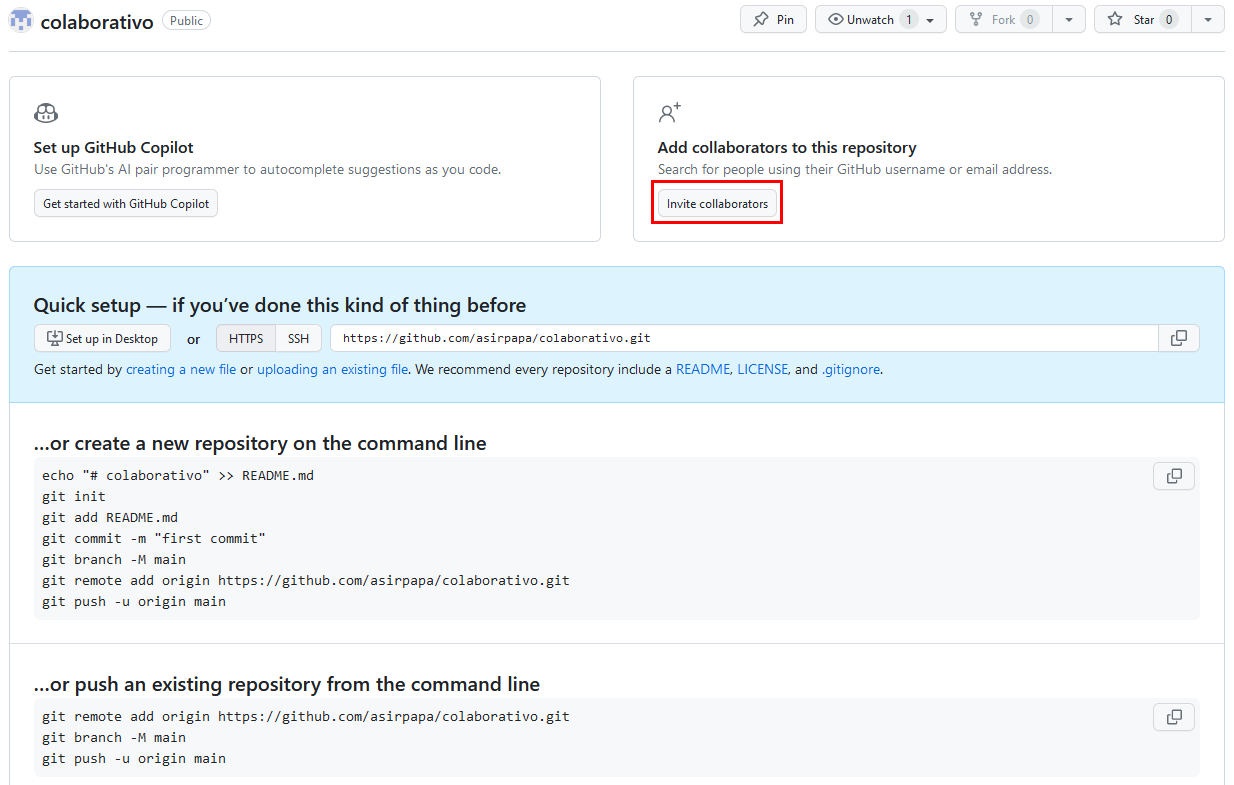 colaborativo Public Pin Unwatch 1 Fork 0 Star 0
Set up GitHub Copilot
Use GitHub's AI pair programmer to autocomplete suggestions as you code.
Get started with GitHub Copilot
Add collaborators to this repository
Search for people using their GitHub username or email address.
Invite collaborators
Quick setup — if you’ve done this kind of thing before
Set up in Desktop or HTTPS SSH https://github.com/asirpapa/colaborativo.git
Get started by creating a new file or uploading an existing file. We recommend every repository include a README, LICENSE, and .gitignore.
…or create a new repository on the command line
echo "# colaborativo" >> README.md
git init
git add README.md
git commit -m "first commit"
git branch -M main
git remote add origin https://github.com/asirpapa/colaborativo.git
git push -u origin main
…or push an existing repository from the command line
git remote add origin https://github.com/asirpapa/colaborativo.git
git branch -M main
git push -u origin main